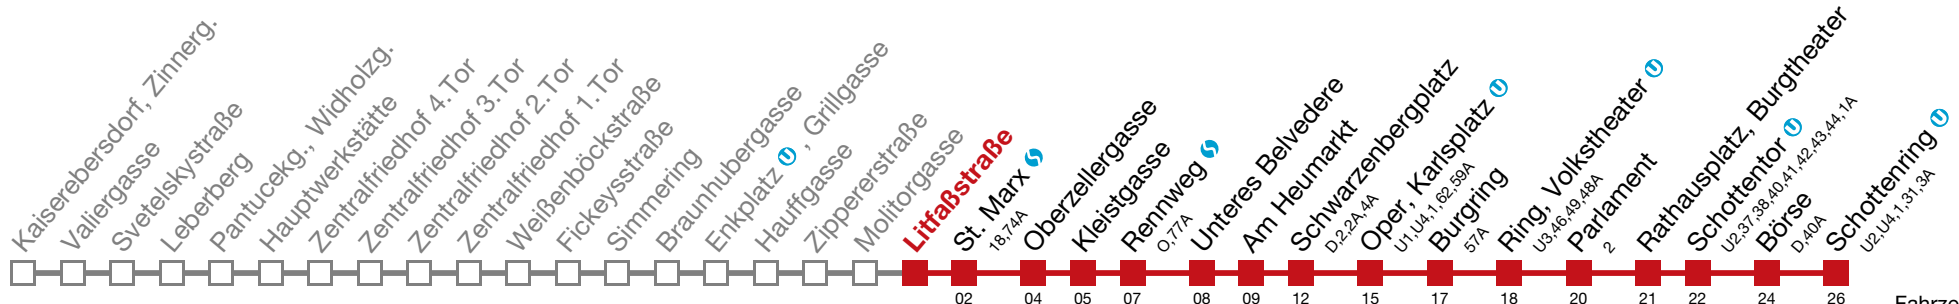 Kaiserebersdorf, Zinnerg.
Valiergasse
Svetelskystraße
Leberberg
Pantucekg., Widholzg.
Hauptwerkstätte
Zentralfriedhof 4.Tor
Zentralfriedhof 3.Tor
Zentralfriedhof 2.Tor
Zentralfriedhof 1.Tor
Weißenböckstraße
Fickeysstraße
Simmering
Braunhubergasse
Enkplatz U , Grillgasse
Hauffgasse
Zippererstraße
Molitorgasse
Litfaßstraße
St. Marx S
18,74A
Oberzellergasse
Kleistgasse
Rennweg S
O,77A
Unteres Belvedere
Am Heumarkt
Schwarzenbergplatz
D,2,2A,4A
Oper, Karlsplatz U
U1,U4,1,62,59A
Burgring
57A
Ring, Volkstheater U
U3,46,49,48A
Parlament
2
Rathausplatz, Burgtheater
Schottentor U
U2,37,38,40,41,42,43,44,1A
Börse
D,40A
Schottenring U
U2,U4,1,31,3A
02 04 05 07 08 09 12 15 17 18 20 21 22 24 26